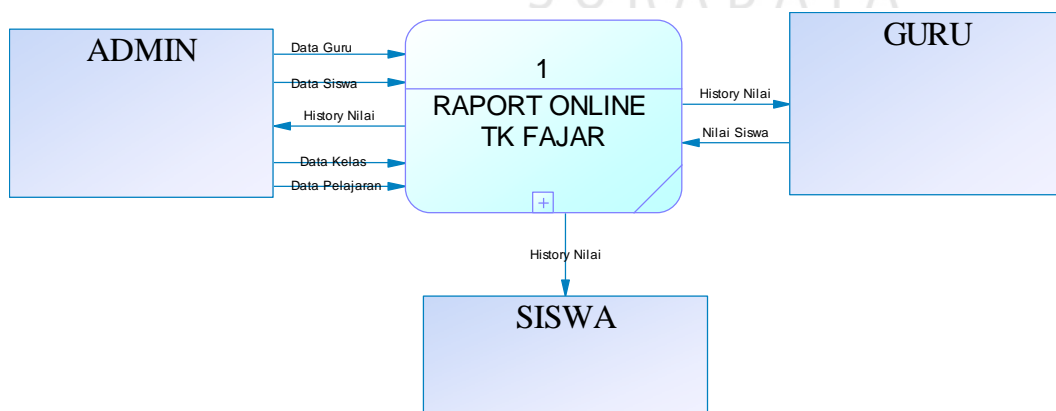 SURABAYA
ADMIN
Data Guru
Data Siswa
History Nilai
Data Kelas
Data Pelajaran
1
RAPORT ONLINE
TK FAJAR
GURU
History Nilai
Nilai Siswa
History Nilai
SISWA